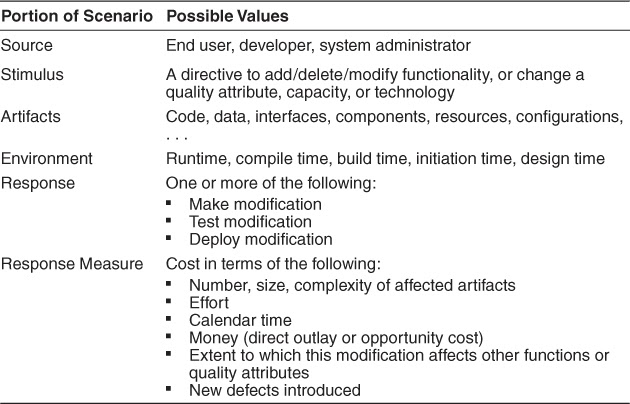 Portion of Scenario Possible Values
Source End user, developer, system administrator
Stimulus A directive to add/delete/modify functionality, or change a
quality attribute, capacity, or technology
Artifacts Code, data, interfaces, components, resources, configurations,
. . .
Environment Runtime, compile time, build time, initiation time, design time
Response One or more of the following:
▪ Make modification
▪ Test modification
▪ Deploy modification
Response Measure Cost in terms of the following:
▪ Number, size, complexity of affected artifacts
▪ Effort
▪ Calendar time
▪ Money (direct outlay or opportunity cost)
▪ Extent to which this modification affects other functions or
quality attributes
▪ New defects introduced